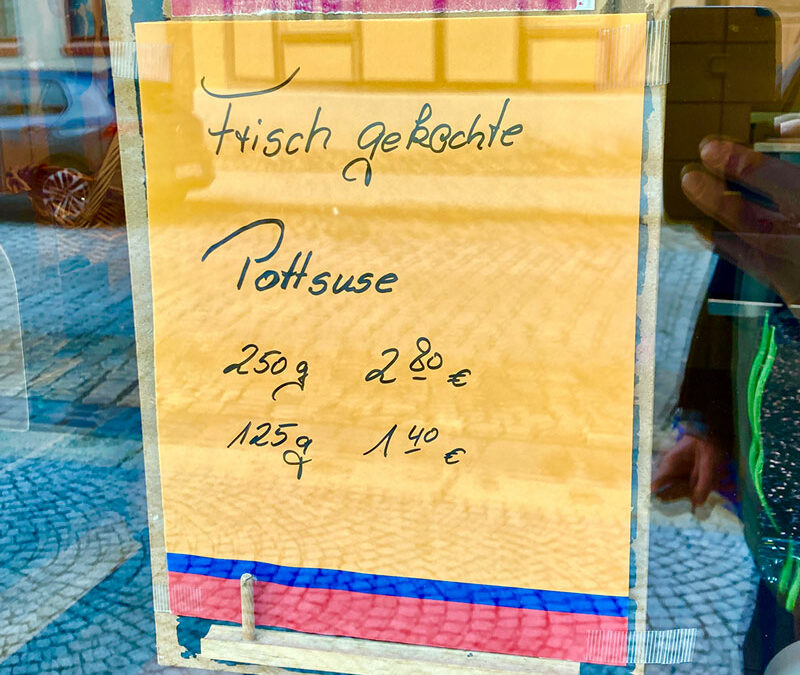 Frisch gekochte
Pottsuse
250g 2 80 €
125g 1 40 €